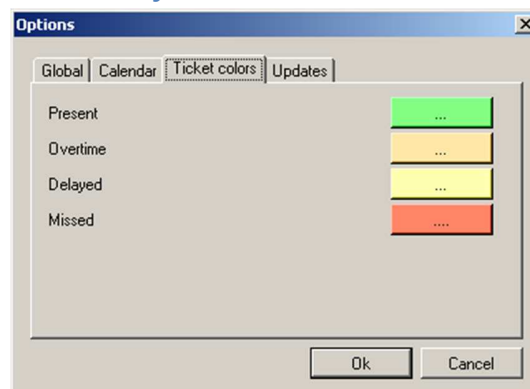 Options
Global Calendar Ticket colors Updates
Present ...
Overtime ...
Delayed ...
Missed ....
Ok Cancel